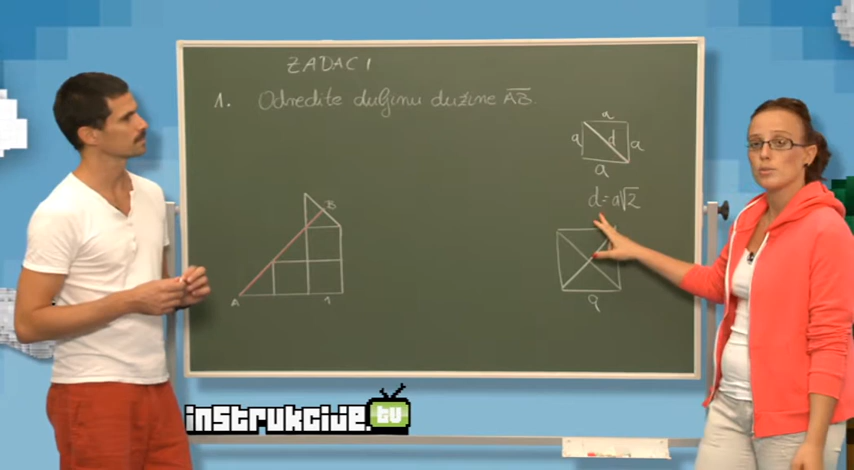 ZADACI
1. Odredite duljinu dužine AB.
a
a d a
a
d=a√2
B
A 1
a
instrukcije.tv